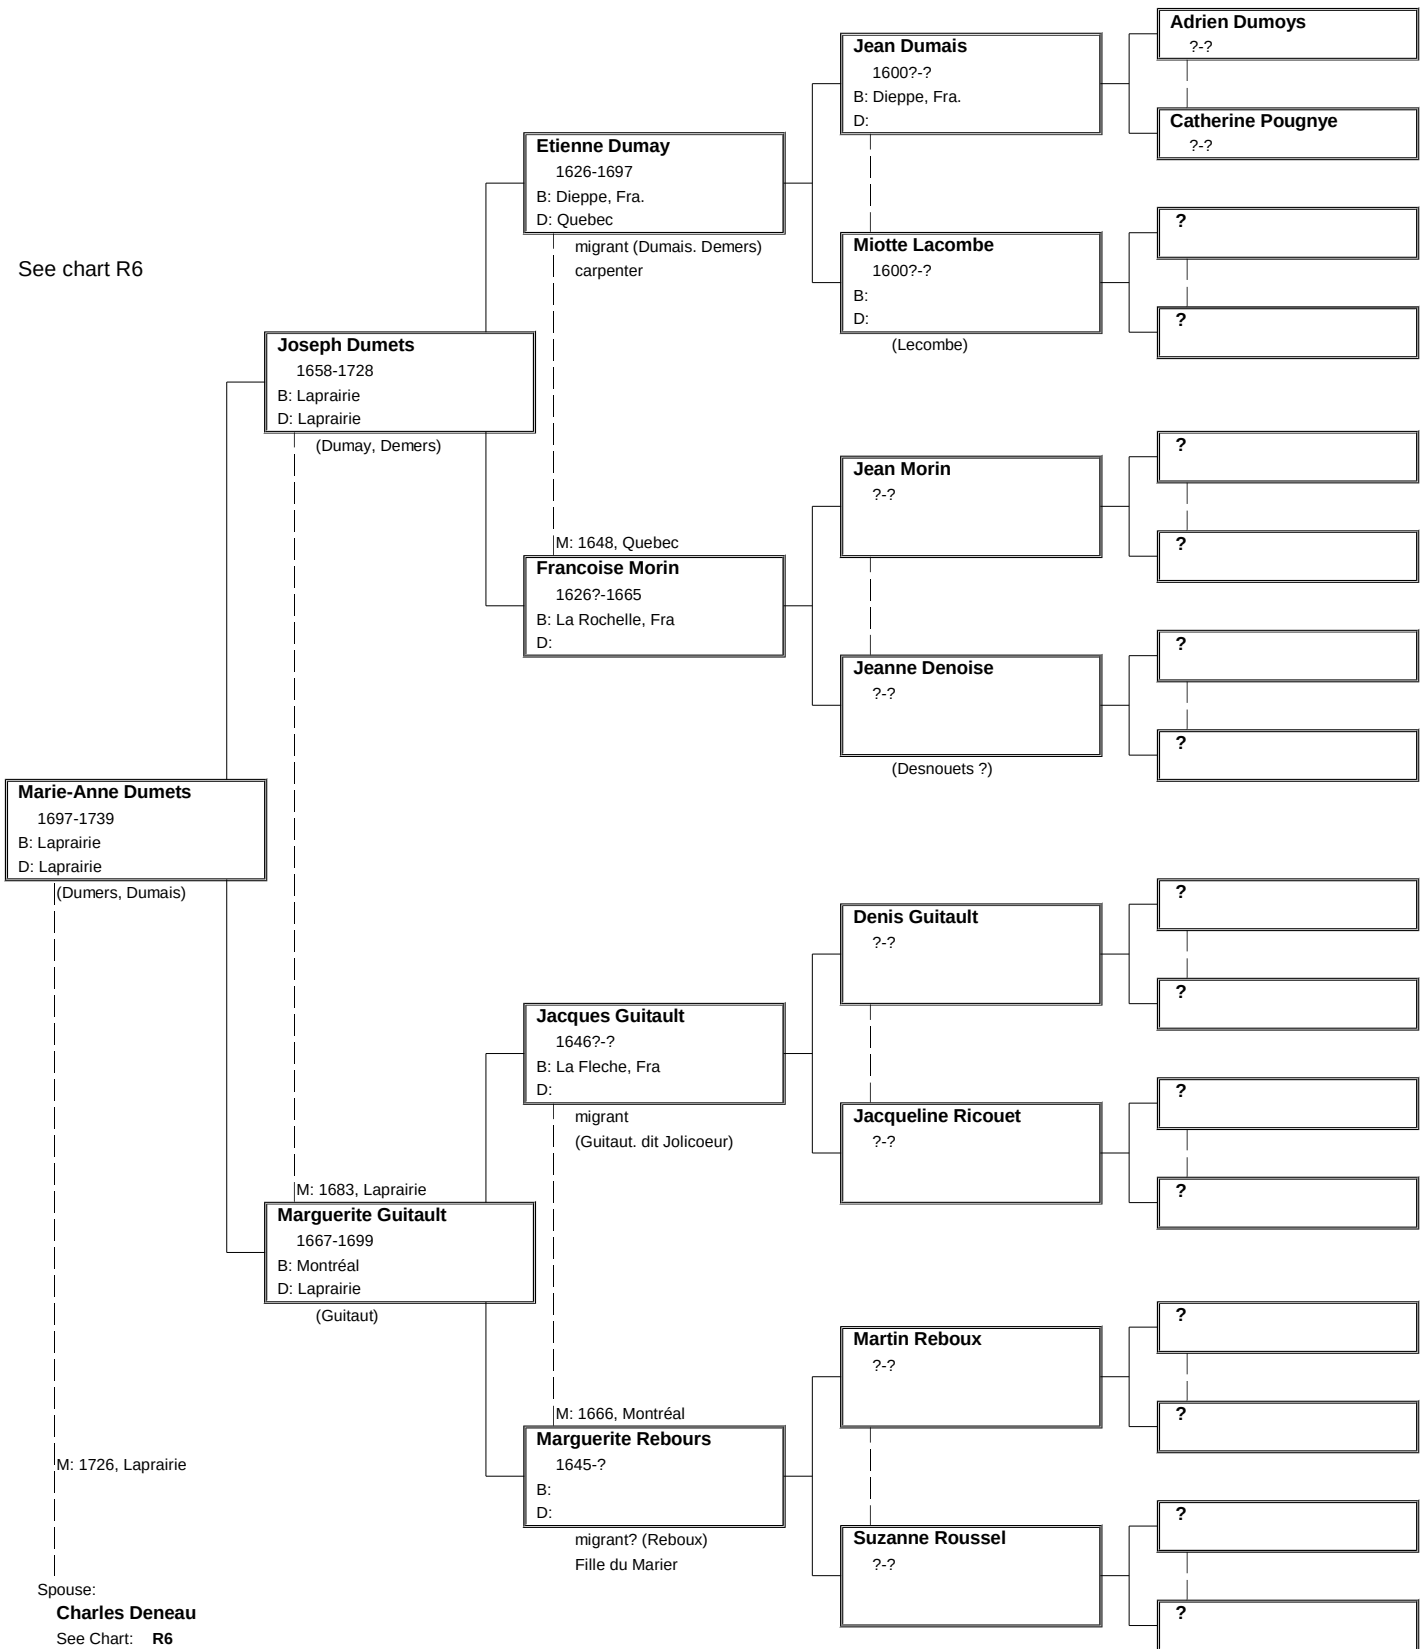 Adrien Dumoys
?-?
Jean Dumais
1600?-?
B: Dieppe, Fra.
D:
Catherine Pougnye
?-?
Etienne Dumay
1626-1697
B: Dieppe, Fra.
D: Quebec
migrant (Dumais. Demers)
carpenter
?
Miotte Lacombe
1600?-?
B:
D:
(Lecombe)
?
See chart R6
Joseph Dumets
1658-1728
B: Laprairie
D: Laprairie
(Dumay, Demers)
?
Jean Morin
?-?
?
M: 1648, Quebec
Francoise Morin
1626?-1665
B: La Rochelle, Fra
D:
?
Jeanne Denoise
?-?
(Desnouets ?)
?
Marie-Anne Dumets
1697-1739
B: Laprairie
D: Laprairie
(Dumers, Dumais)
?
Denis Guitault
?-?
?
Jacques Guitault
1646?-?
B: La Fleche, Fra
D:
migrant
(Guitaut. dit Jolicoeur)
?
Jacqueline Ricouet
?-?
?
M: 1683, Laprairie
Marguerite Guitault
1667-1699
B: Montréal
D: Laprairie
(Guitaut)
?
Martin Reboux
?-?
?
M: 1666, Montréal
Marguerite Rebours
1645-?
B:
D:
migrant? (Reboux)
Fille du Marier
?
Suzanne Roussel
?-?
?
M: 1726, Laprairie
Spouse:
Charles Deneau
See Chart: R6